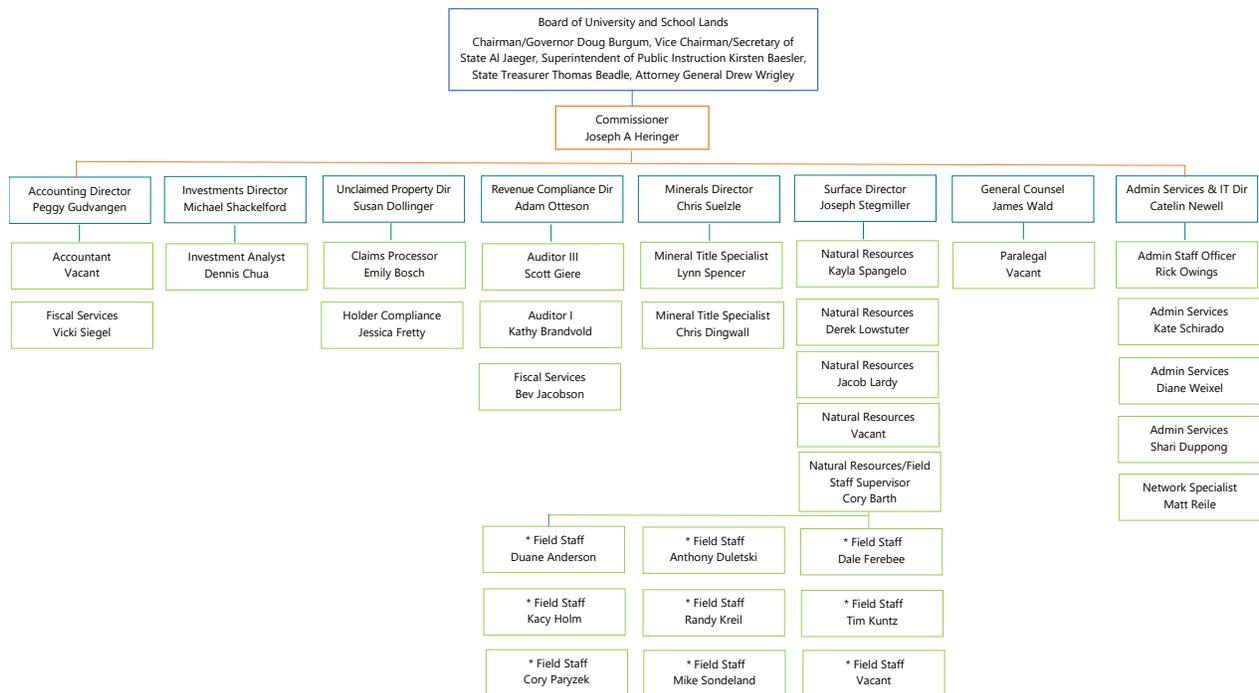 Board of University and School Lands
Chairman/Governor Doug Burgum, Vice Chairman/Secretary of
State Al Jaeger, Superintendent of Public Instruction Kirsten Baesler,
State Treasurer Thomas Beadle, Attorney General Drew Wrigley
Commissioner
Joseph A Heringer
Accounting Director
Peggy Gudvangen
Investments Director
Michael Shackelford
Unclaimed Property Dir
Susan Dollinger
Revenue Compliance Dir
Adam Otteson
Minerals Director
Chris Suelzle
Surface Director
Joseph Stegmiller
General Counsel
James Wald
Admin Services & IT Dir
Catelin Newell
Accountant
Vacant
Investment Analyst
Dennis Chua
Claims Processor
Emily Bosch
Auditor III
Scott Giere
Mineral Title Specialist
Lynn Spencer
Natural Resources
Kayla Spangelo
Paralegal
Vacant
Admin Staff Officer
Rick Owings
Fiscal Services
Vicki Siegel
Holder Compliance
Jessica Fretty
Auditor I
Kathy Brandvold
Mineral Title Specialist
Chris Dingwall
Natural Resources
Derek Lowstuter
Admin Services
Kate Schirado
Fiscal Services
Bev Jacobson
Natural Resources
Jacob Lardy
Admin Services
Diane Weixel
Natural Resources
Vacant
Admin Services
Shari Duppong
Natural Resources/Field
Staff Supervisor
Cory Barth
Network Specialist
Matt Reile
* Field Staff
Duane Anderson
* Field Staff
Anthony Duletski
* Field Staff
Dale Ferebee
* Field Staff
Kacy Holm
* Field Staff
Randy Kreil
* Field Staff
Tim Kuntz
* Field Staff
Cory Paryzek
* Field Staff
Mike Sondeland
* Field Staff
Vacant